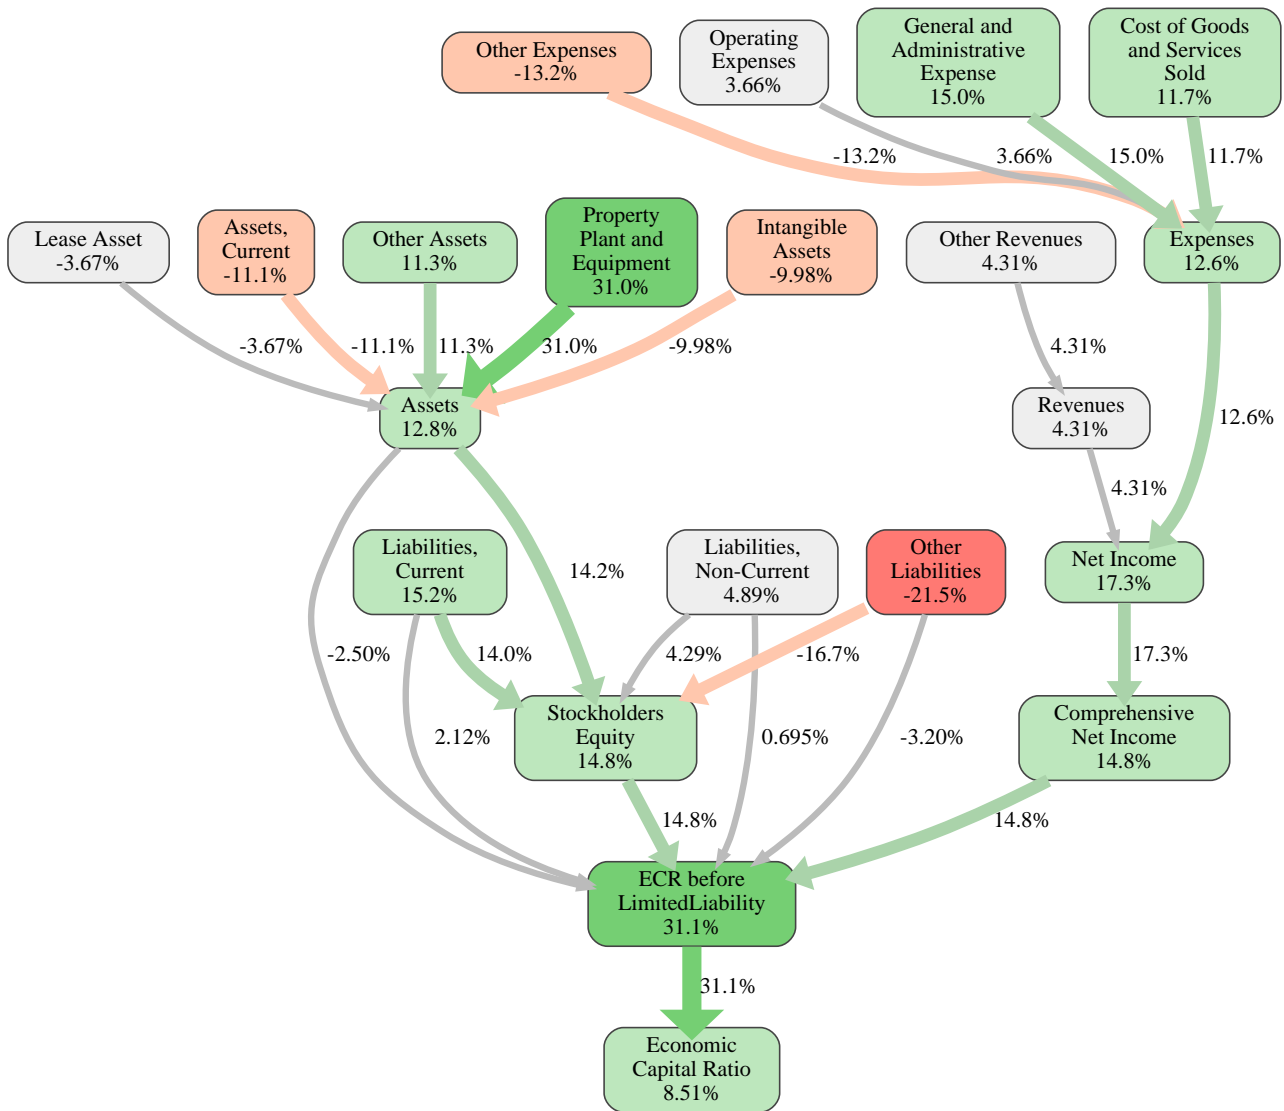 Other Expenses
-13.2%
Operating
Expenses
3.66%
General and
Administrative
Expense
15.0%
Cost of Goods
and Services
Sold
11.7%
-13.2%
3.66%
15.0%
11.7%
Lease Asset
-3.67%
Assets,
Current
-11.1%
Other Assets
11.3%
Property
Plant and
Equipment
31.0%
Intangible
Assets
-9.98%
Other Revenues
4.31%
Expenses
12.6%
-3.67%
-11.1%
11.3%
31.0%
-9.98%
4.31%
Assets
12.8%
Revenues
4.31%
12.6%
4.31%
Liabilities,
Current
15.2%
14.2%
Liabilities,
Non-Current
4.89%
Other
Liabilities
-21.5%
Net Income
17.3%
-2.50%
14.0%
4.29%
-16.7%
17.3%
2.12%
Stockholders
Equity
14.8%
0.695%
-3.20%
Comprehensive
Net Income
14.8%
14.8%
14.8%
ECR before
LimitedLiability
31.1%
31.1%
Economic
Capital Ratio
8.51%